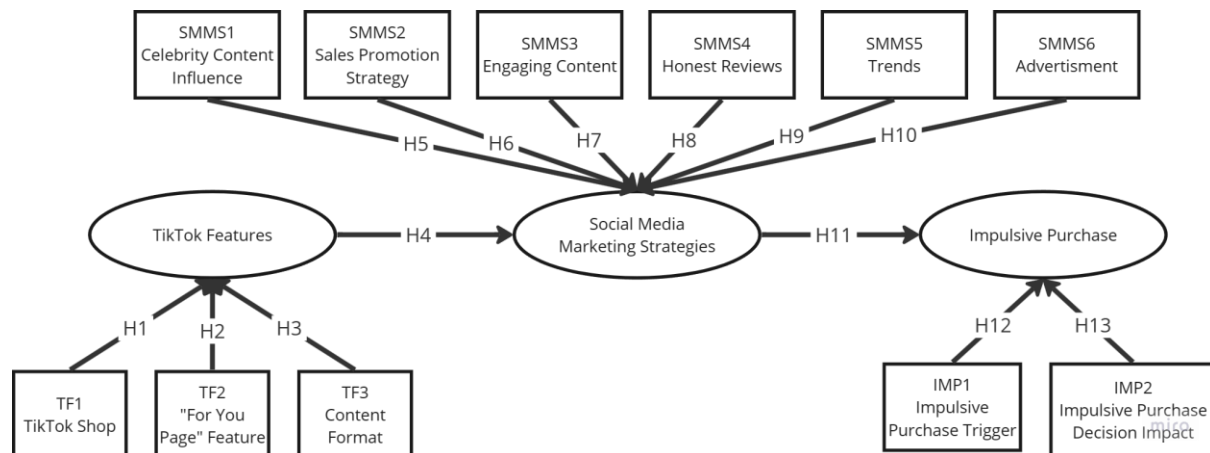 SMMS1
Celebrity Content
Influence
SMMS2
Sales Promotion
Strategy
SMMS3
Engaging Content
SMMS4
Honest Reviews
SMMS5
Trends
SMMS6
Advertisment
H5
H6
H7
H8
H9
H10
TikTok Features
H4
Social Media
Marketing Strategies
H11
Impulsive Purchase
H1
H2
H3
H12
H13
TF1
TikTok Shop
TF2
"For You
Page" Feature
TF3
Content
Format
IMP1
Impulsive
Purchase Trigger
IMP2
Impulsive Purchase
Decision Impact
miro